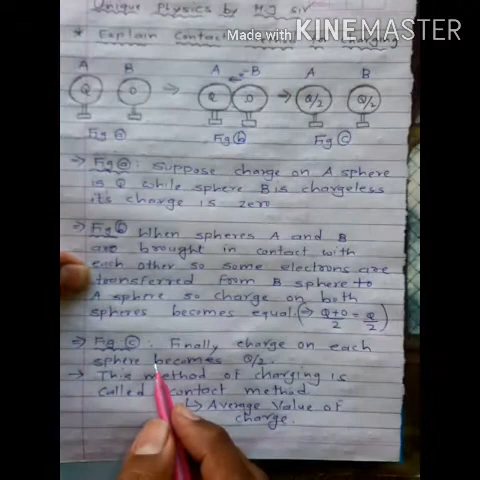 Unique Physics by MJ Sir
Made with KINEMASTER
* Explain Contact charging
A B A -B A B
Q O Q O Q/2 Q/2
Fig ⓐ Fig ⓑ Fig ⓒ
→ Fig ⓐ : Suppose charge on A sphere
is Q while sphere B is chargeless
its charge is zero
→ Fig ⓑ When spheres A and B
are brought in contact with
each other so some electrons are
transferred from B sphere to
A sphere so charge on both
spheres becomes equal (→ Q+0/2 = Q/2)
→ Fig ⓒ : Finally charge on each
sphere becomes Q/2.
→ This method of charging is
called contact method
↳ Average value of
charge.